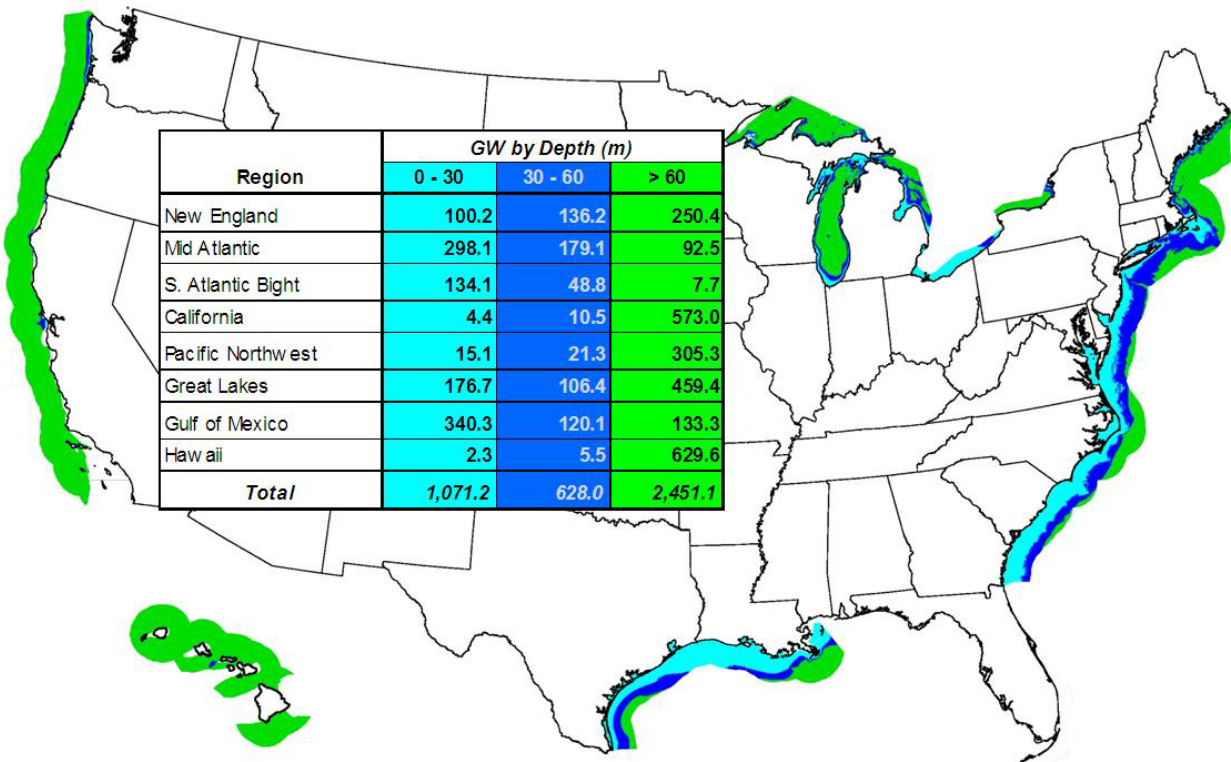 GW by Depth (m)
Region 0 - 30 30 - 60 > 60
New England 100.2 136.2 250.4
Mid Atlantic 298.1 179.1 92.5
S. Atlantic Bight 134.1 48.8 7.7
California 4.4 10.5 573.0
Pacific Northwest 15.1 21.3 305.3
Great Lakes 176.7 106.4 459.4
Gulf of Mexico 340.3 120.1 133.3
Hawaii 2.3 5.5 629.6
Total 1,071.2 628.0 2,451.1